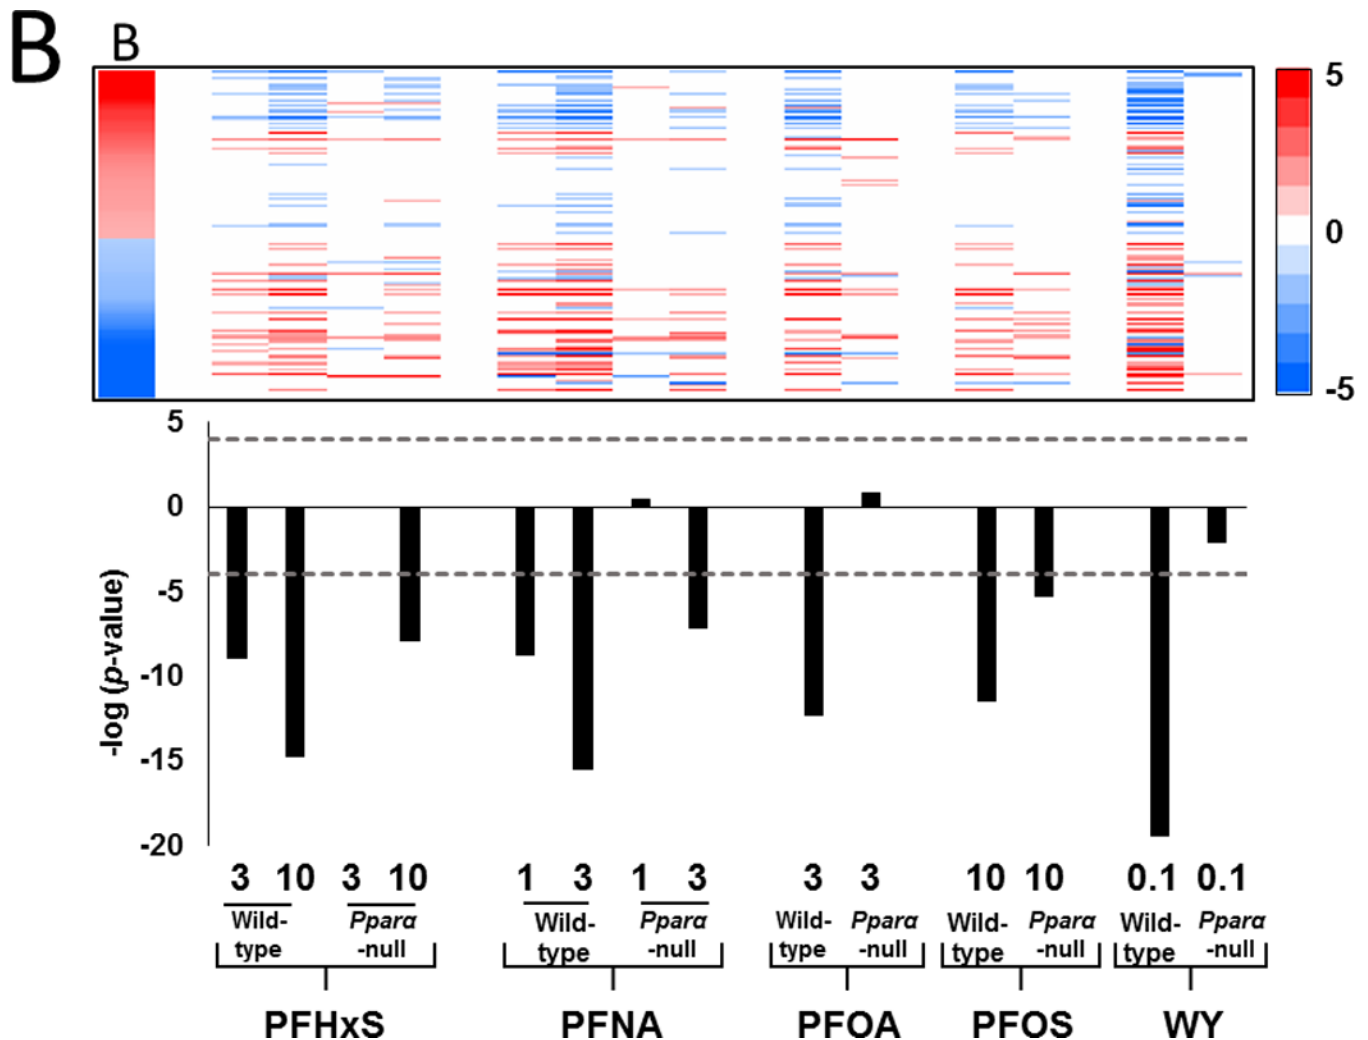 B
B
5
0
-5
5
0
-5
-10
-15
-20
-log (p-value)
3 10 3 10 1 3 1 3 3 3 10 10 0.1 0.1
Wild- Pparα Wild- Pparα Wild- Pparα Wild- Pparα Wild- Pparα
type -null type -null type -null type -null type -null
PFHxS PFNA PFOA PFOS WY